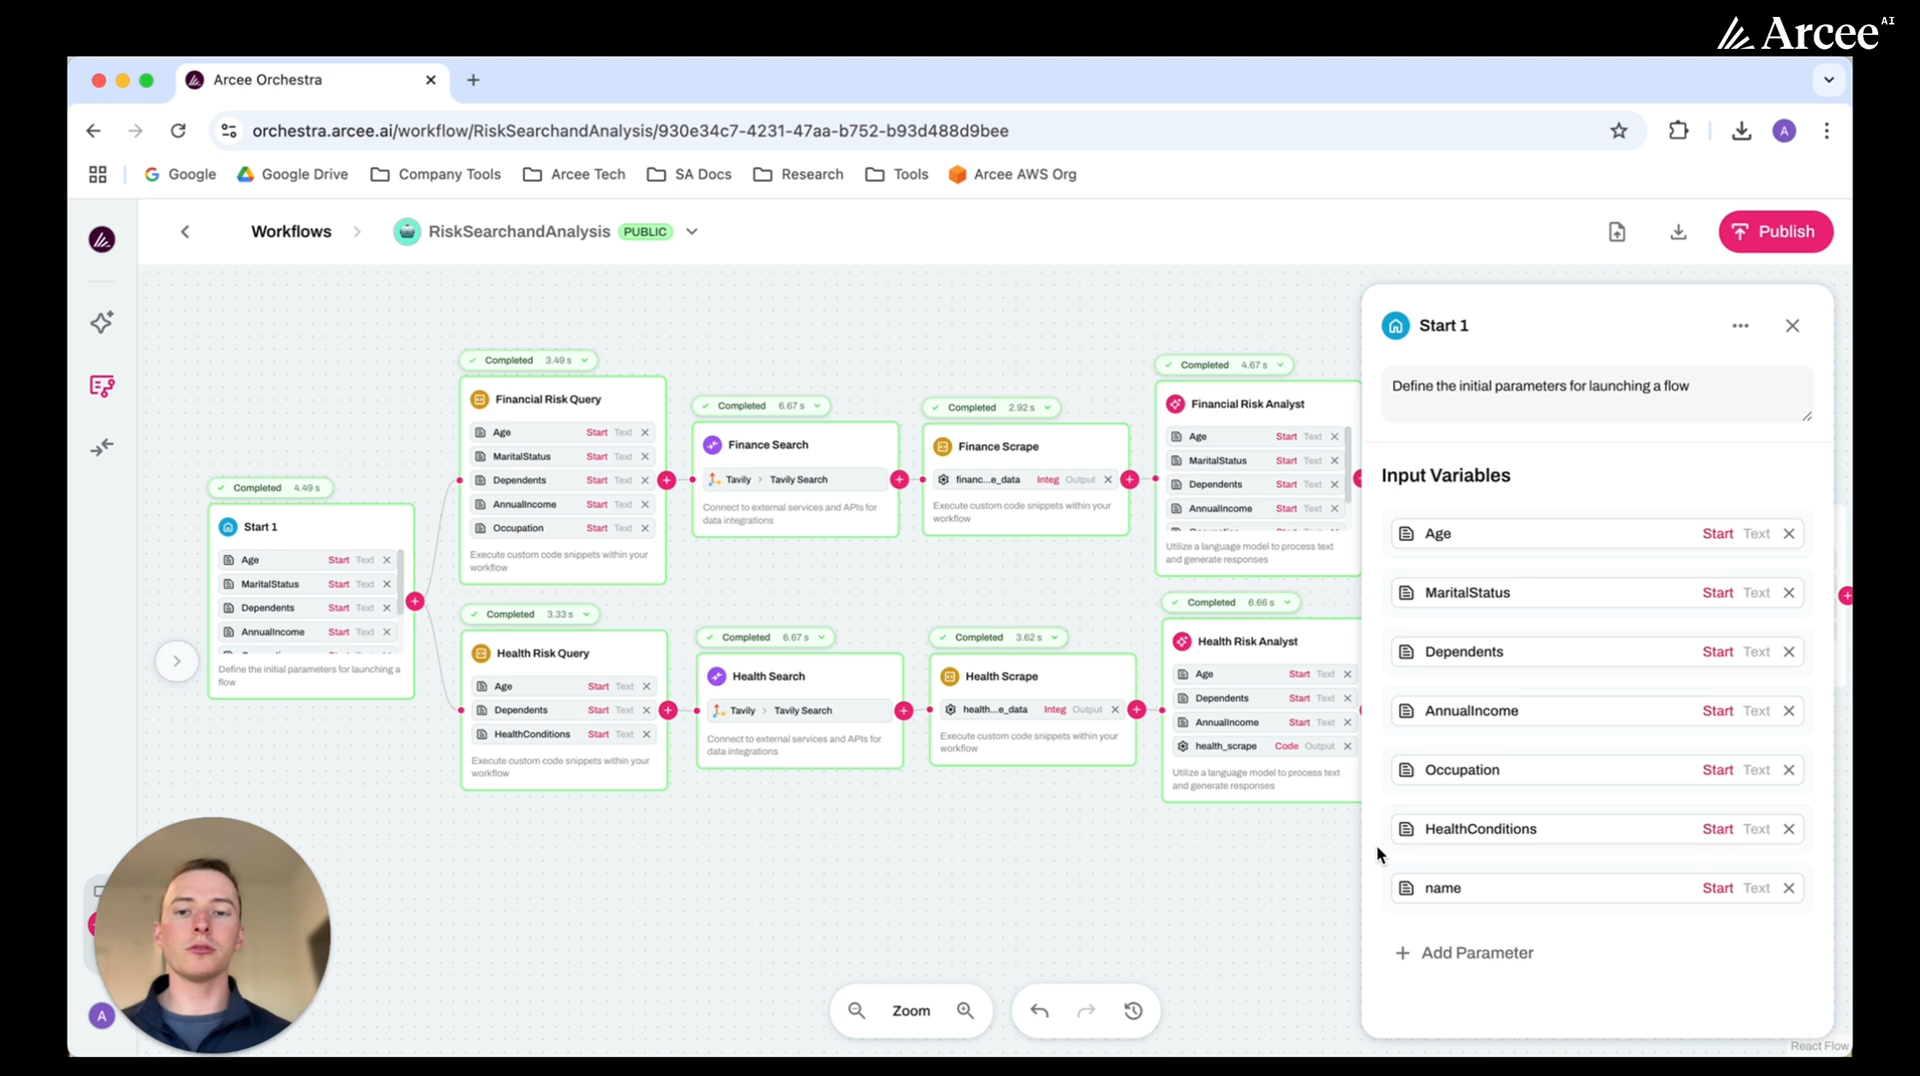 Arcee AI
Arcee Orchestra
orchestra.arcee.ai/workflow/RiskSearchandAnalysis/930e34c7-4231-47aa-b752-b93d488d9bee
A
Google
Google Drive
Company Tools
Arcee Tech
SA Docs
Research
Tools
Arcee AWS Org
Workflows
RiskSearchandAnalysis PUBLIC
Publish
Completed 4.49 s
Start 1
Age Start Text
MaritalStatus Start Text
Dependents Start Text
AnnualIncome Start Text
Define the initial parameters for launching a
flow
Completed 3.49 s
Financial Risk Query
Age Start Text
MaritalStatus Start Text
Dependents Start Text
AnnualIncome Start Text
Occupation Start Text
Execute custom code snippets within your
workflow
Completed 6.67 s
Finance Search
Tavily > Tavily Search
Connect to external services and APIs for
data integrations
Completed 2.92 s
Finance Scrape
financ...e_data Integ Output
Execute custom code snippets within your
workflow
Completed 4.67 s
Financial Risk Analyst
Age Start Text
MaritalStatus Start Text
Dependents Start Text
AnnualIncome Start Text
Utilize a language model to process text
and generate responses
Completed 3.33 s
Health Risk Query
Age Start Text
Dependents Start Text
HealthConditions Start Text
Execute custom code snippets within your
workflow
Completed 6.67 s
Health Search
Tavily > Tavily Search
Connect to external services and APIs for
data integrations
Completed 3.62 s
Health Scrape
health...e_data Integ Output
Execute custom code snippets within your
workflow
Completed 6.66 s
Health Risk Analyst
Age Start Text
Dependents Start Text
AnnualIncome Start Text
health_scrape Code Output
Utilize a language model to process text
and generate responses
Start 1
Define the initial parameters for launching a flow
Input Variables
Age Start Text
MaritalStatus Start Text
Dependents Start Text
AnnualIncome Start Text
Occupation Start Text
HealthConditions Start Text
name Start Text
+ Add Parameter
A
Zoom
React Flow